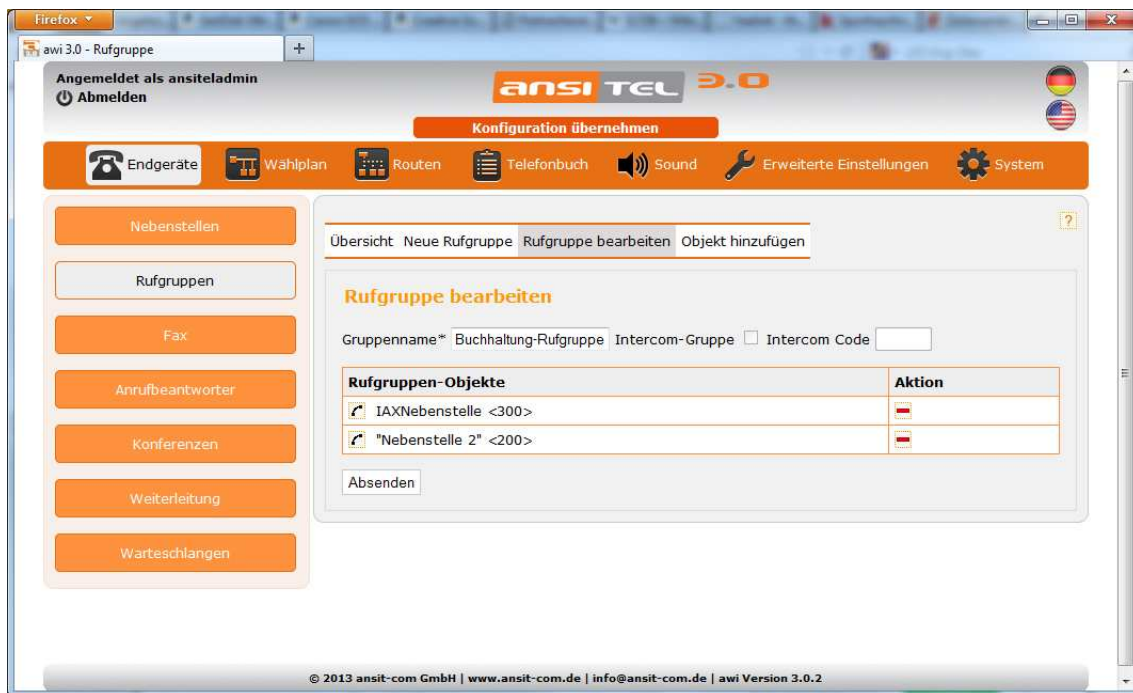 Firefox
awi 3.0 - Rufgruppe
Angemeldet als ansiteladmin
Abmelden
ansi TEL 3.0
Konfiguration übernehmen
Endgeräte Wählplan Routen Telefonbuch Sound Erweiterte Einstellungen System
Nebenstellen
Rufgruppen
Fax
Anrufbeantworter
Konferenzen
Weiterleitung
Warteschlangen
?
Übersicht Neue Rufgruppe Rufgruppe bearbeiten Objekt hinzufügen
Rufgruppe bearbeiten
Gruppenname* Buchhaltung-Rufgruppe Intercom-Gruppe Intercom Code
Rufgruppen-Objekte Aktion
IAXNebenstelle <300>
"Nebenstelle 2" <200>
Absenden
© 2013 ansit-com GmbH | www.ansit-com.de | info@ansit-com.de | awi Version 3.0.2